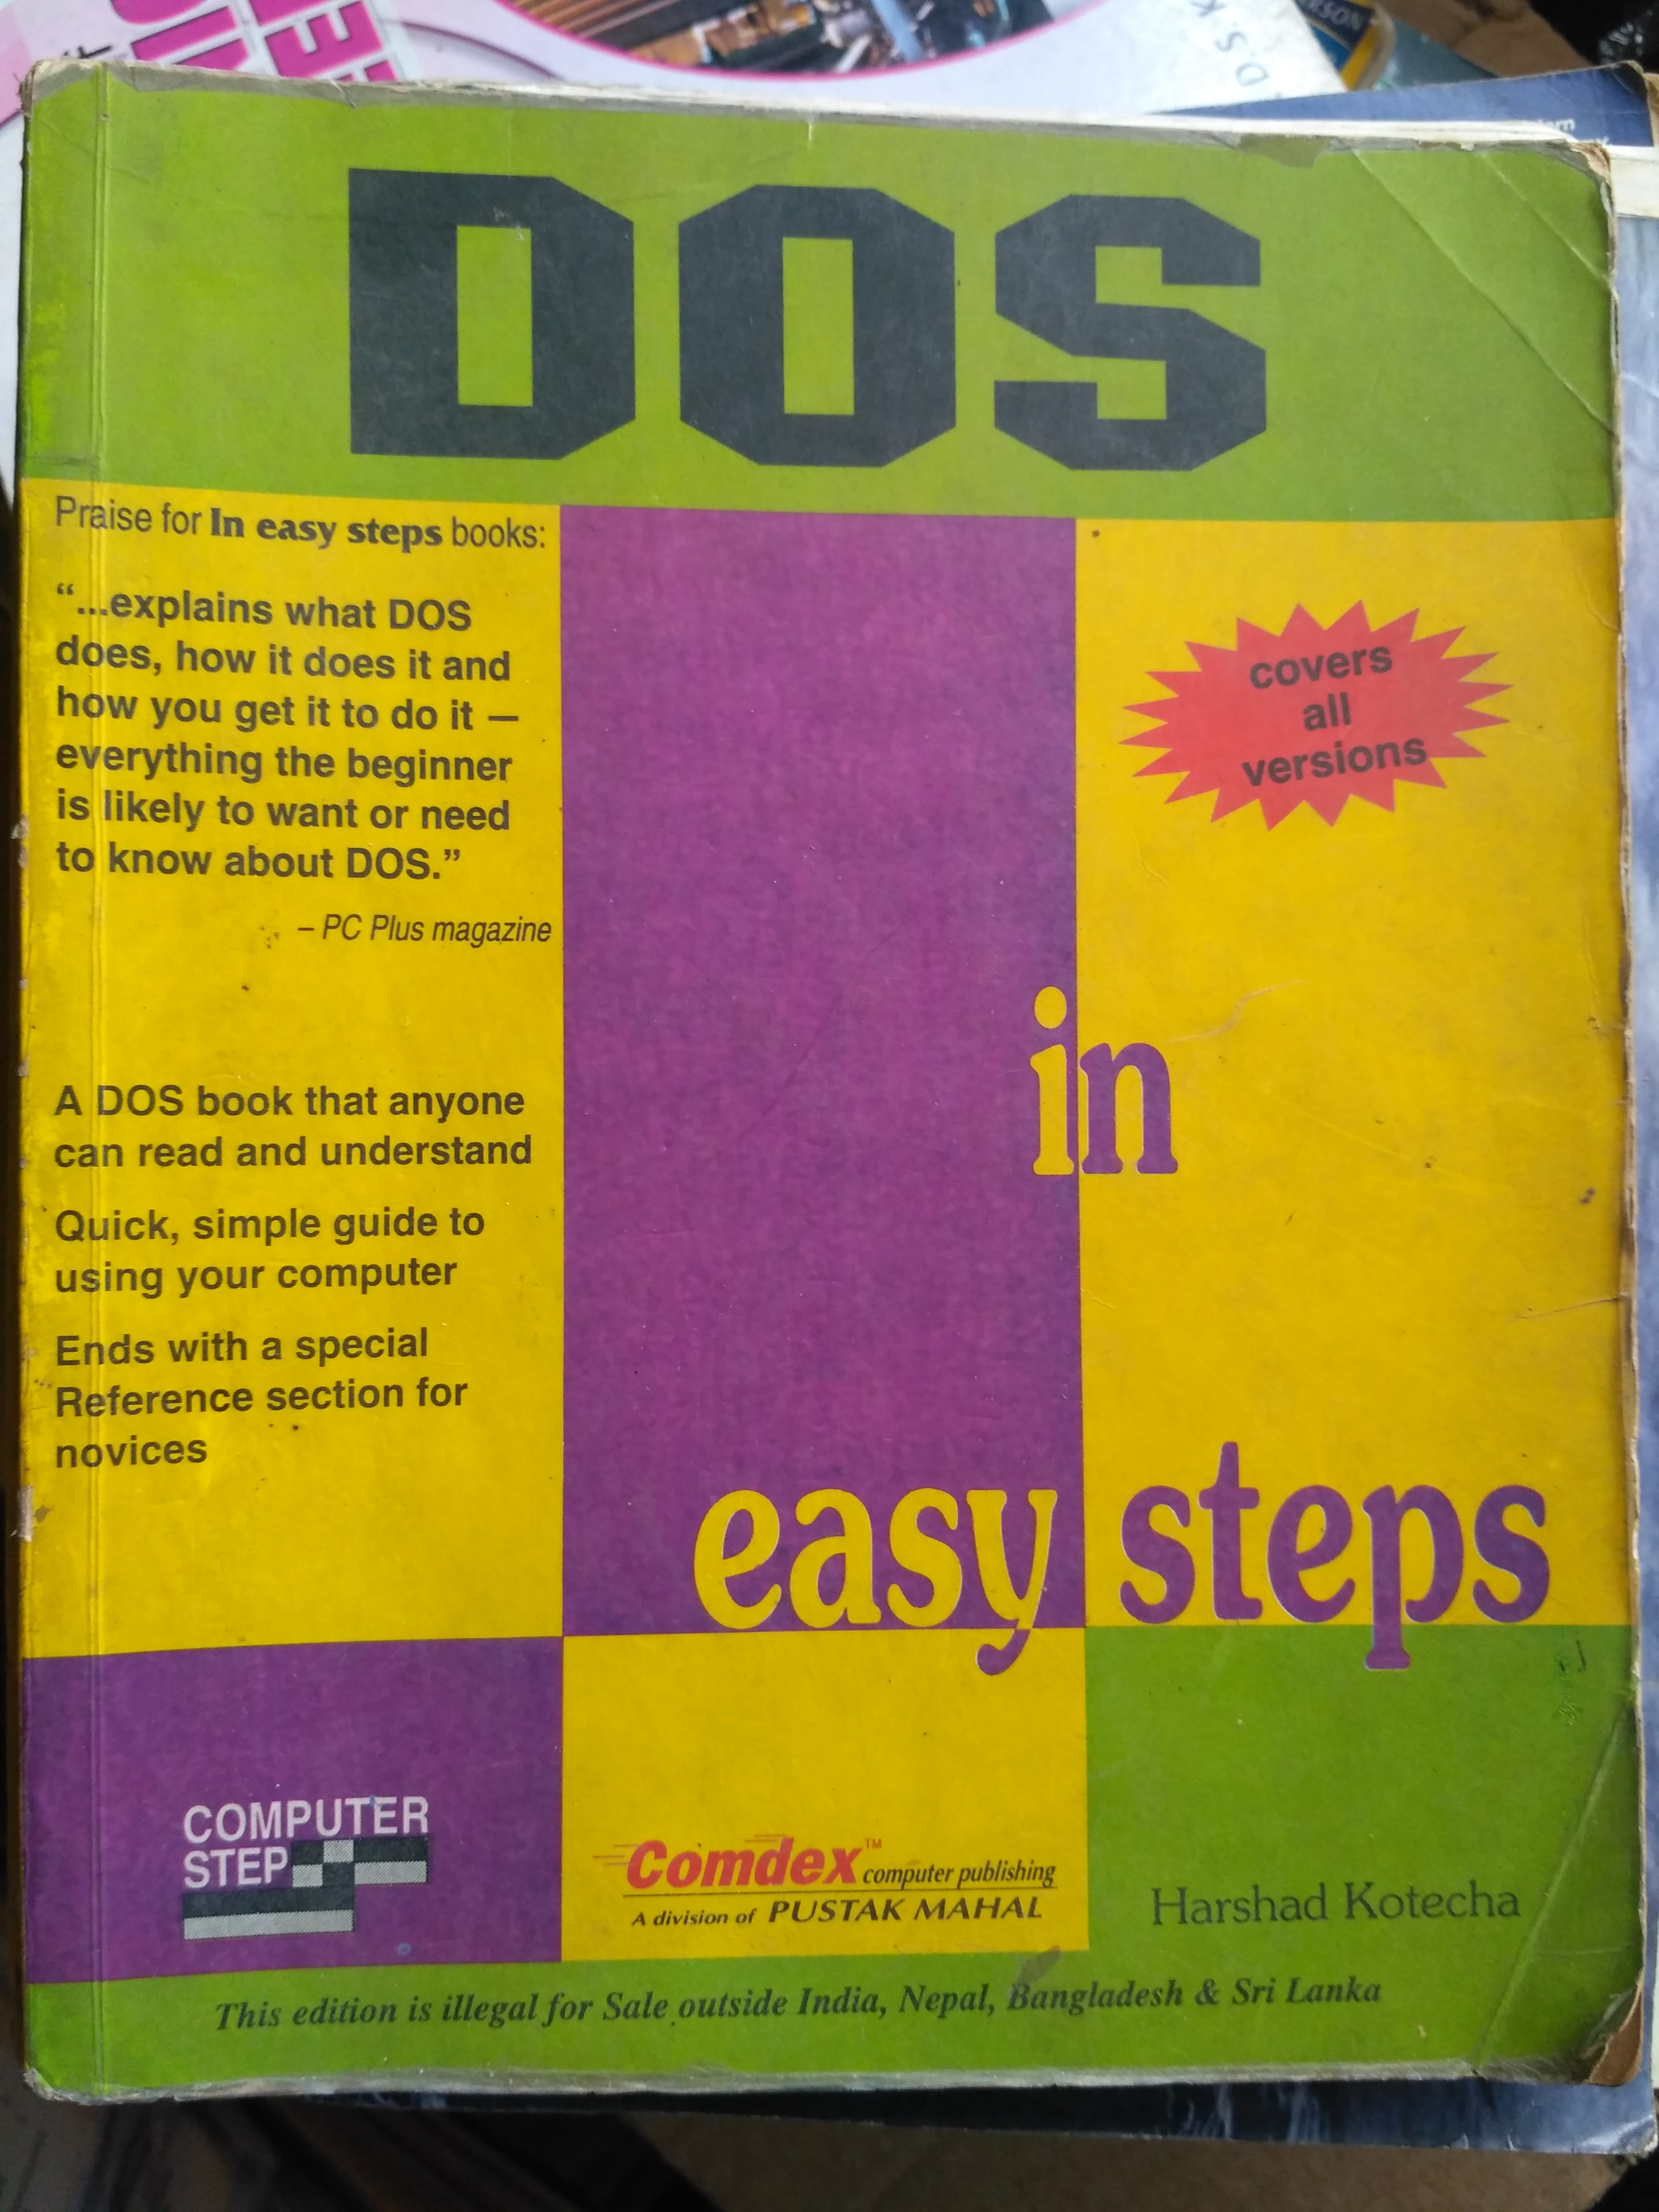 DOS
Praise for In easy steps books:
“...explains what DOS
does, how it does it and
how you get it to do it —
everything the beginner
is likely to want or need
to know about DOS.”
– PC Plus magazine
A DOS book that anyone
can read and understand
Quick, simple guide to
using your computer
Ends with a special
Reference section for
novices
covers
all
versions
in
easy steps
COMPUTER
STEP
Comdex™ computer publishing
A division of PUSTAK MAHAL
Harshad Kotecha
This edition is illegal for Sale outside India, Nepal, Bangladesh & Sri Lanka